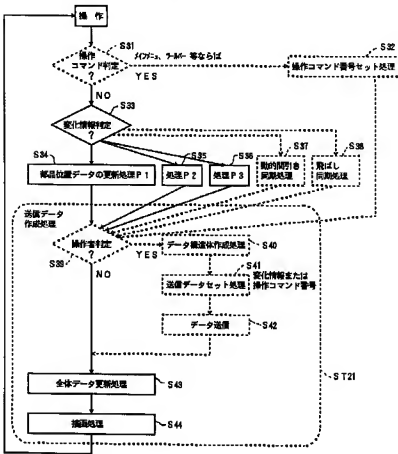 操作
S31
操作
コマンド判定
?
メインメニュ、ツールバー 等ならば
YES
S32
操作コマンド番号セット処理
NO
S33
変化情報判定
?
S34
部品位置データの更新処理P1
S35
処理P2
S36
処理P3
S37
動的間引き
同期処理
S38
飛ばし
同期処理
送信データ
作成処理
操作者判定
?
S39
YES
NO
データ構造体作成処理
S40
S41
送信データセット処理
変化情報または
操作コマンド番号
データ送信
S42
全体データ更新処理
S43
描画処理
S44
ST21